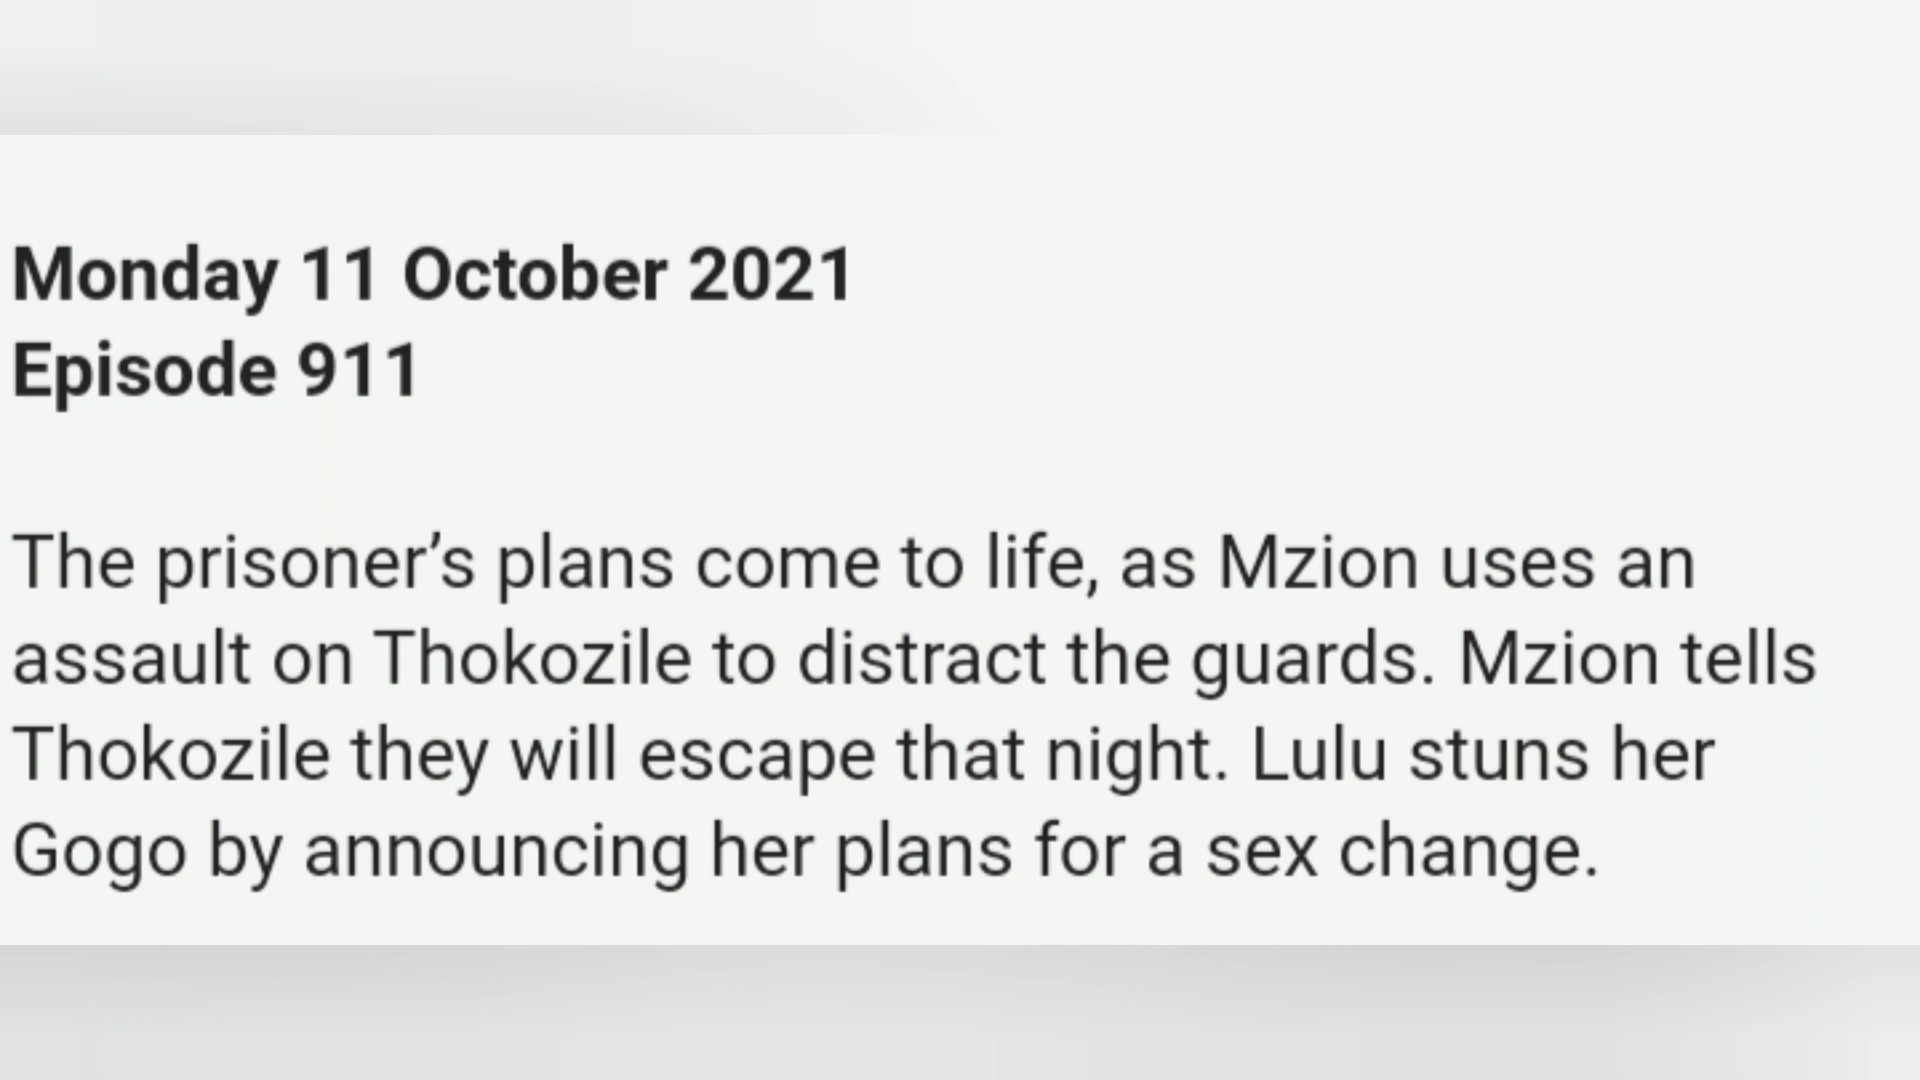 Monday 11 October 2021
Episode 911
The prisoner’s plans come to life, as Mzion uses an
assault on Thokozile to distract the guards. Mzion tells
Thokozile they will escape that night. Lulu stuns her
Gogo by announcing her plans for a sex change.